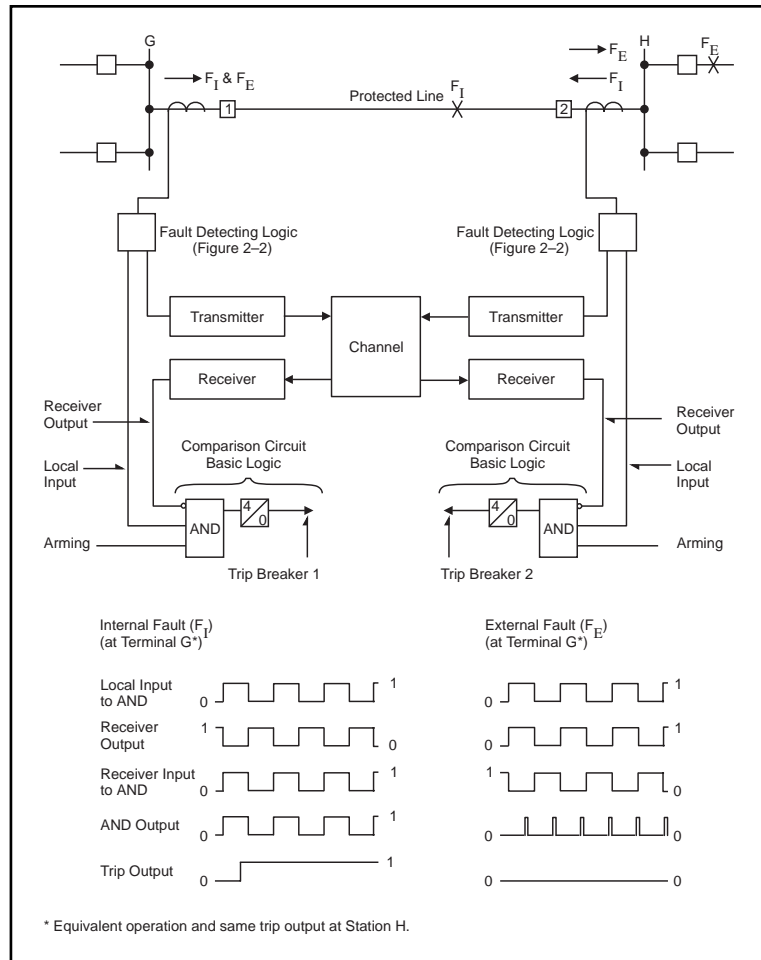 G
H
F_E
F_I & F_E
F_E
F_I
F_I
Protected Line
1
2
Fault Detecting Logic
(Figure 2–2)
Fault Detecting Logic
(Figure 2–2)
Transmitter
Transmitter
Channel
Receiver
Receiver
Receiver
Output
Receiver
Output
Comparison Circuit
Basic Logic
Comparison Circuit
Basic Logic
Local
Input
Local
Input
4
0
4
0
AND
AND
Arming
Arming
Trip Breaker 1
Trip Breaker 2
Internal Fault (F_I)
(at Terminal G*)
External Fault (F_E)
(at Terminal G*)
Local Input
to AND
0
1
0
1
Receiver
Output
1
0
0
1
Receiver Input
to AND
0
1
1
0
AND Output
0
1
0
0
Trip Output
0
1
0
0
* Equivalent operation and same trip output at Station H.